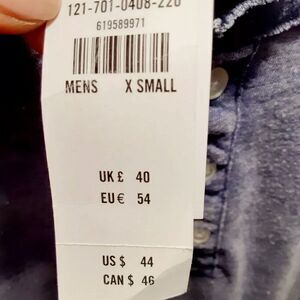 121-701-0408-220
619589971
MENS X SMALL
UK £ 40
EU € 54
US $ 44
CAN $ 46